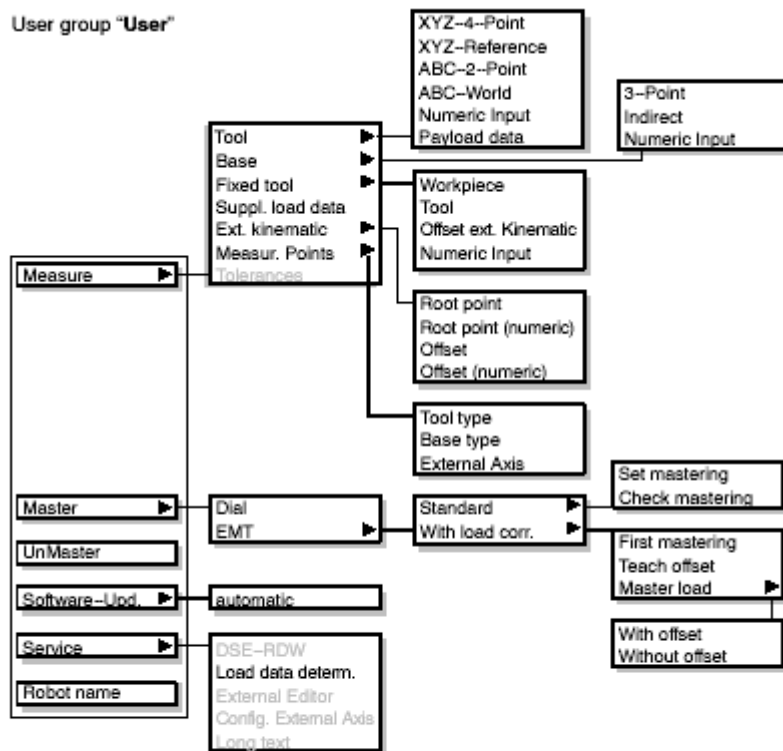 User group “User”
XYZ–4–Point
XYZ–Reference
ABC–2–Point
ABC–World
Numeric Input
Payload data
3–Point
Indirect
Numeric Input
Tool
Base
Fixed tool
Suppl. load data
Ext. kinematic
Measur. Points
Tolerances
Workpiece
Tool
Offset ext. Kinematic
Numeric Input
Measure
Root point
Root point (numeric)
Offset
Offset (numeric)
Tool type
Base type
External Axis
Master
Dial
EMT
Standard
With load corr.
Set mastering
Check mastering
First mastering
Teach offset
Master load
With offset
Without offset
UnMaster
Software–Upd.
automatic
Service
DSE–RDW
Load data determ.
External Editor
Config. External Axis
Long text
Robot name